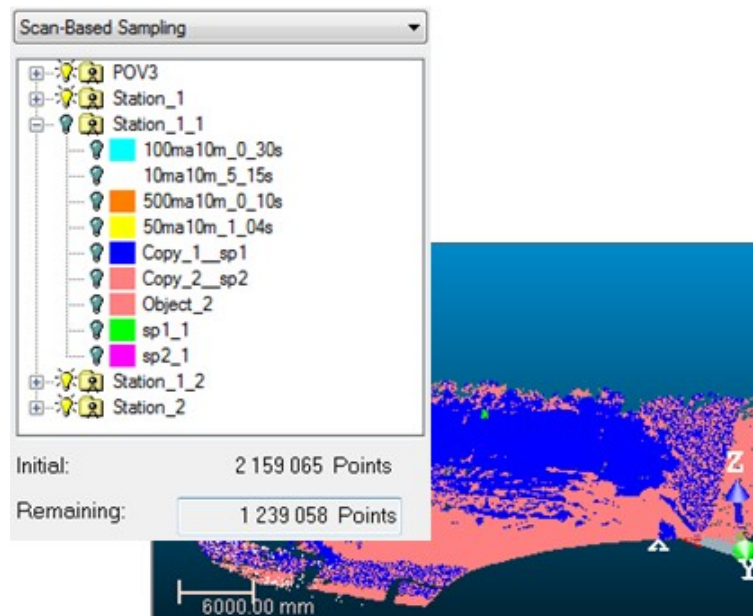 Scan-Based Sampling
POV3
Station_1
Station_1_1
100ma10m_0_30s
10ma10m_5_15s
500ma10m_0_10s
50ma10m_1_04s
Copy_1__sp1
Copy_2__sp2
Object_2
sp1_1
sp2_1
Station_1_2
Station_2
Initial: 2 159 065 Points
Remaining: 1 239 058 Points
Z
Y
6000.00 mm